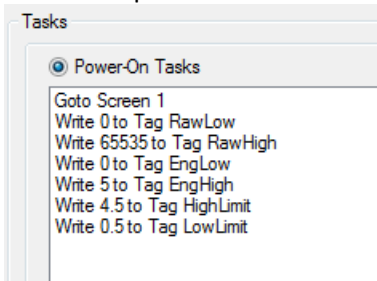 Tasks
Power-On Tasks
Goto Screen 1
Write 0 to Tag RawLow
Write 65535 to Tag RawHigh
Write 0 to Tag EngLow
Write 5 to Tag EngHigh
Write 4.5 to Tag HighLimit
Write 0.5 to Tag LowLimit